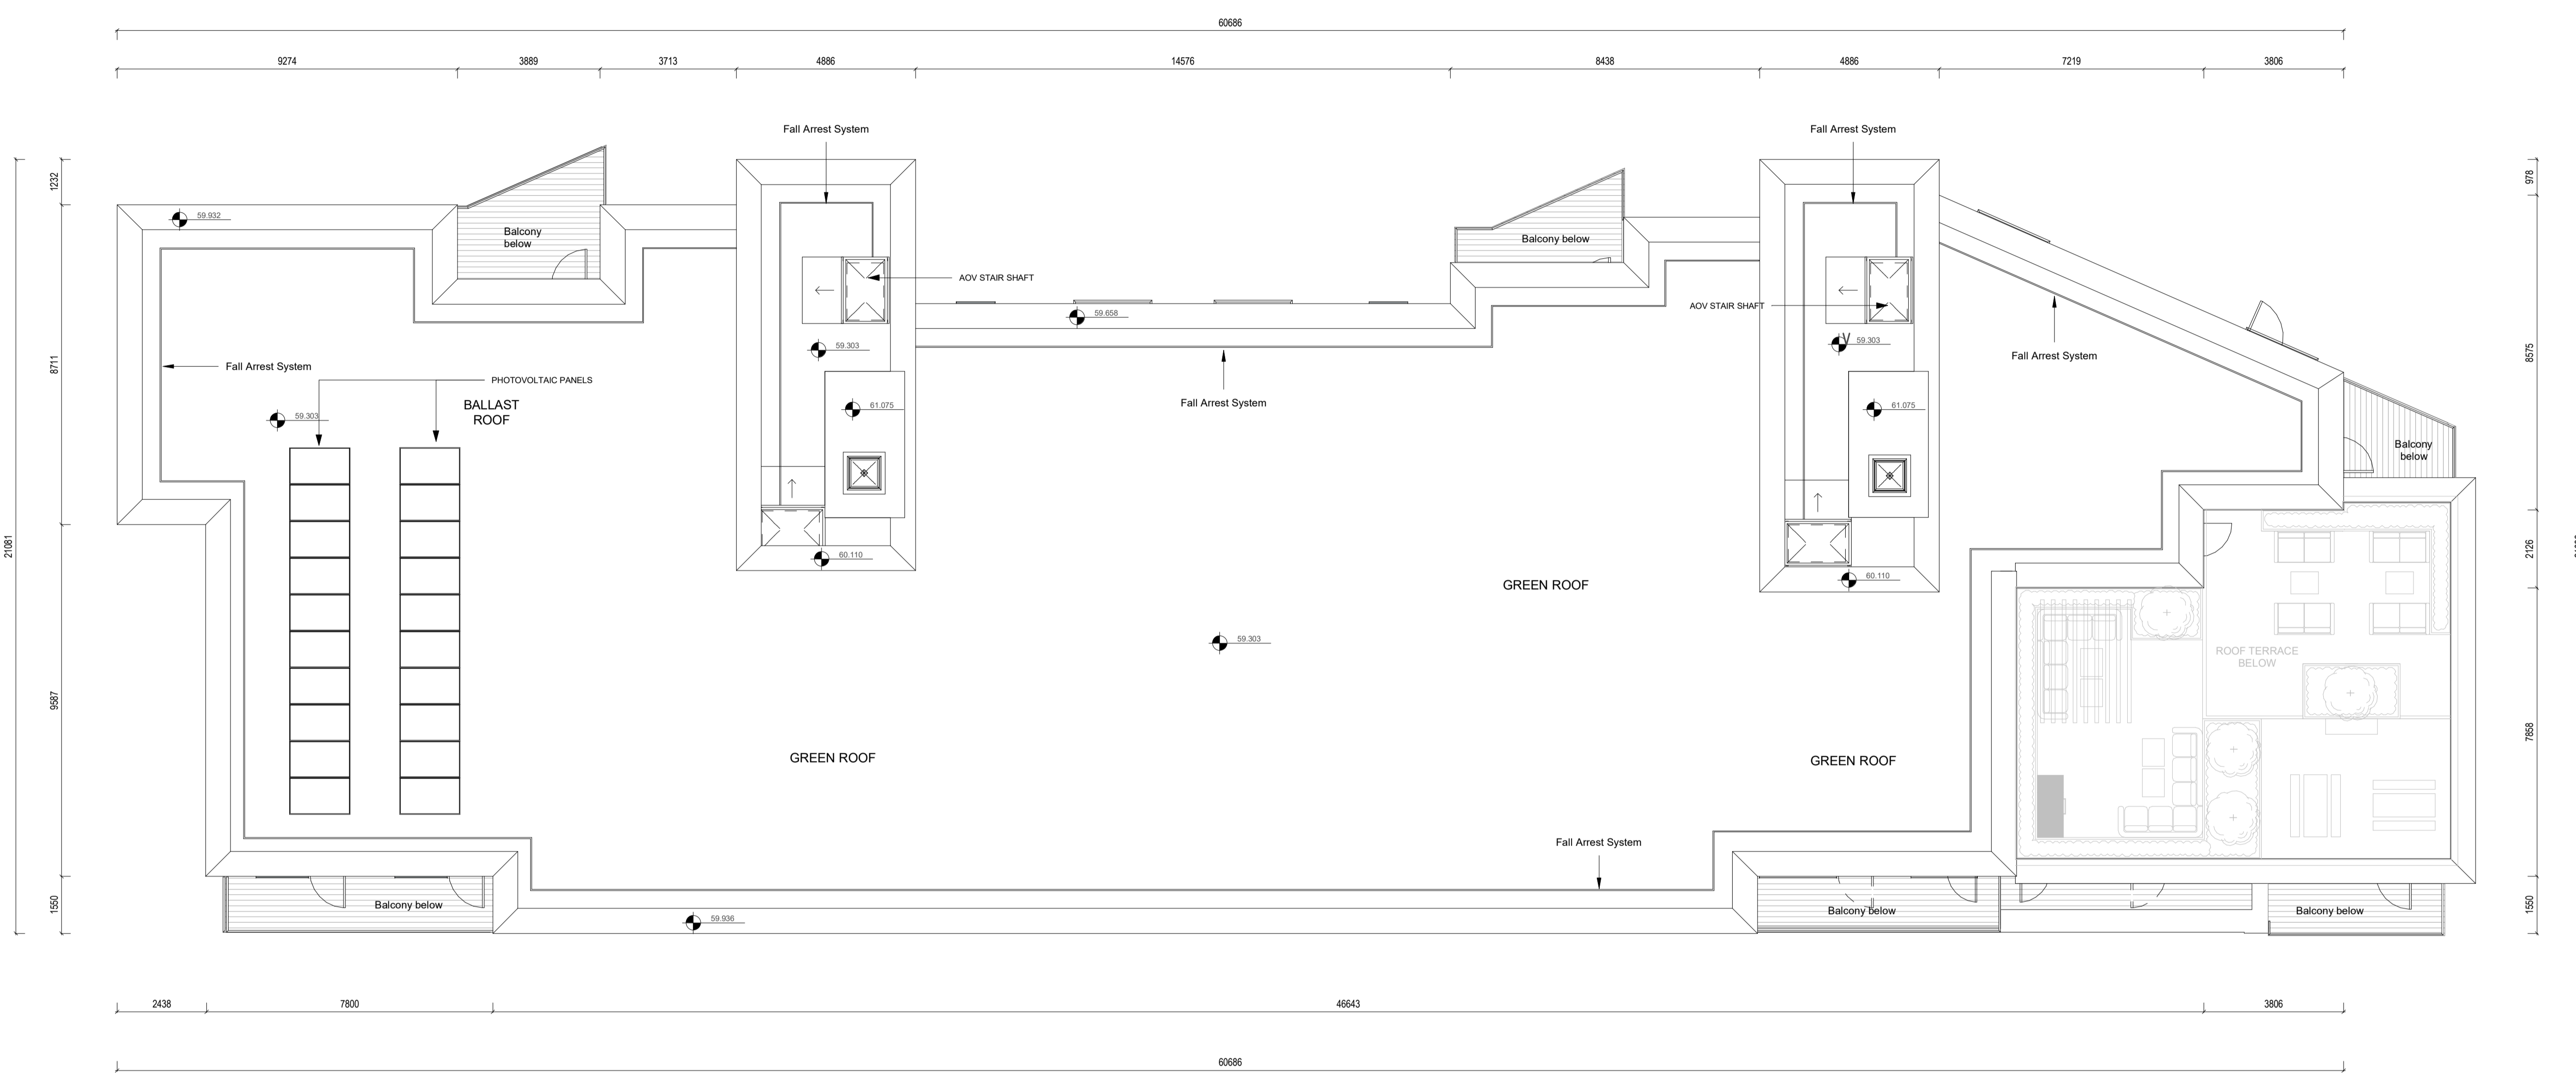 60686
9274
3889
3713
4886
14576
8438
4886
7219
3806
Fall Arrest System
Fall Arrest System
1232
978
59.932
Balcony
below
Balcony below
AOV STAIR SHAFT
AOV STAIR SHAFT
59.658
59.303
V
59.303
8711
8575
Fall Arrest System
Fall Arrest System
PHOTOVOLTAIC PANELS
BALLAST
ROOF
59.303
61.075
Fall Arrest System
61.075
Balcony
below
21081
60.110
2126
60.110
GREEN ROOF
59.303
ROOF TERRACE
BELOW
9587
7858
GREEN ROOF
GREEN ROOF
Fall Arrest System
1550
Balcony below
59.936
Balcony below
Balcony below
1550
2438
7800
46643
3806
60686